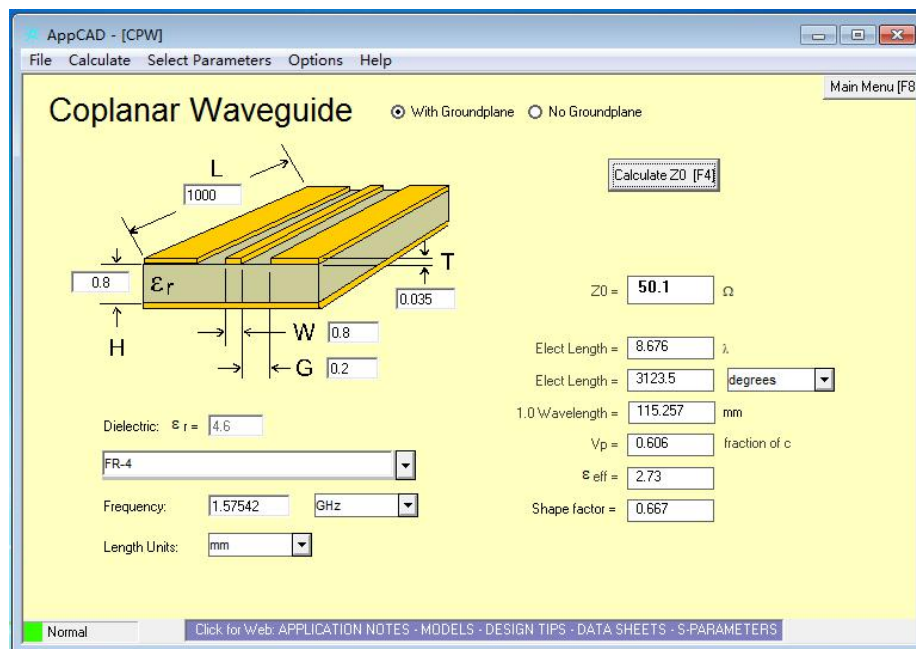 AppCAD - [CPW]
File Calculate Select Parameters Options Help
Main Menu [F8
Coplanar Waveguide
With Groundplane No Groundplane
L
1000
Calculate Z0 [F4]
0.8
εr
T
0.035
H
W 0.8
G 0.2
Z0 = 50.1 Ω
Elect Length = 8.676 λ
Elect Length = 3123.5 degrees
1.0 Wavelength = 115.257 mm
Vp = 0.606 fraction of c
ε eff = 2.73
Shape factor = 0.667
Dielectric: ε r = 4.6
FR-4
Frequency: 1.57542 GHz
Length Units: mm
Normal
Click for Web: APPLICATION NOTES - MODELS - DESIGN TIPS - DATA SHEETS - S-PARAMETERS